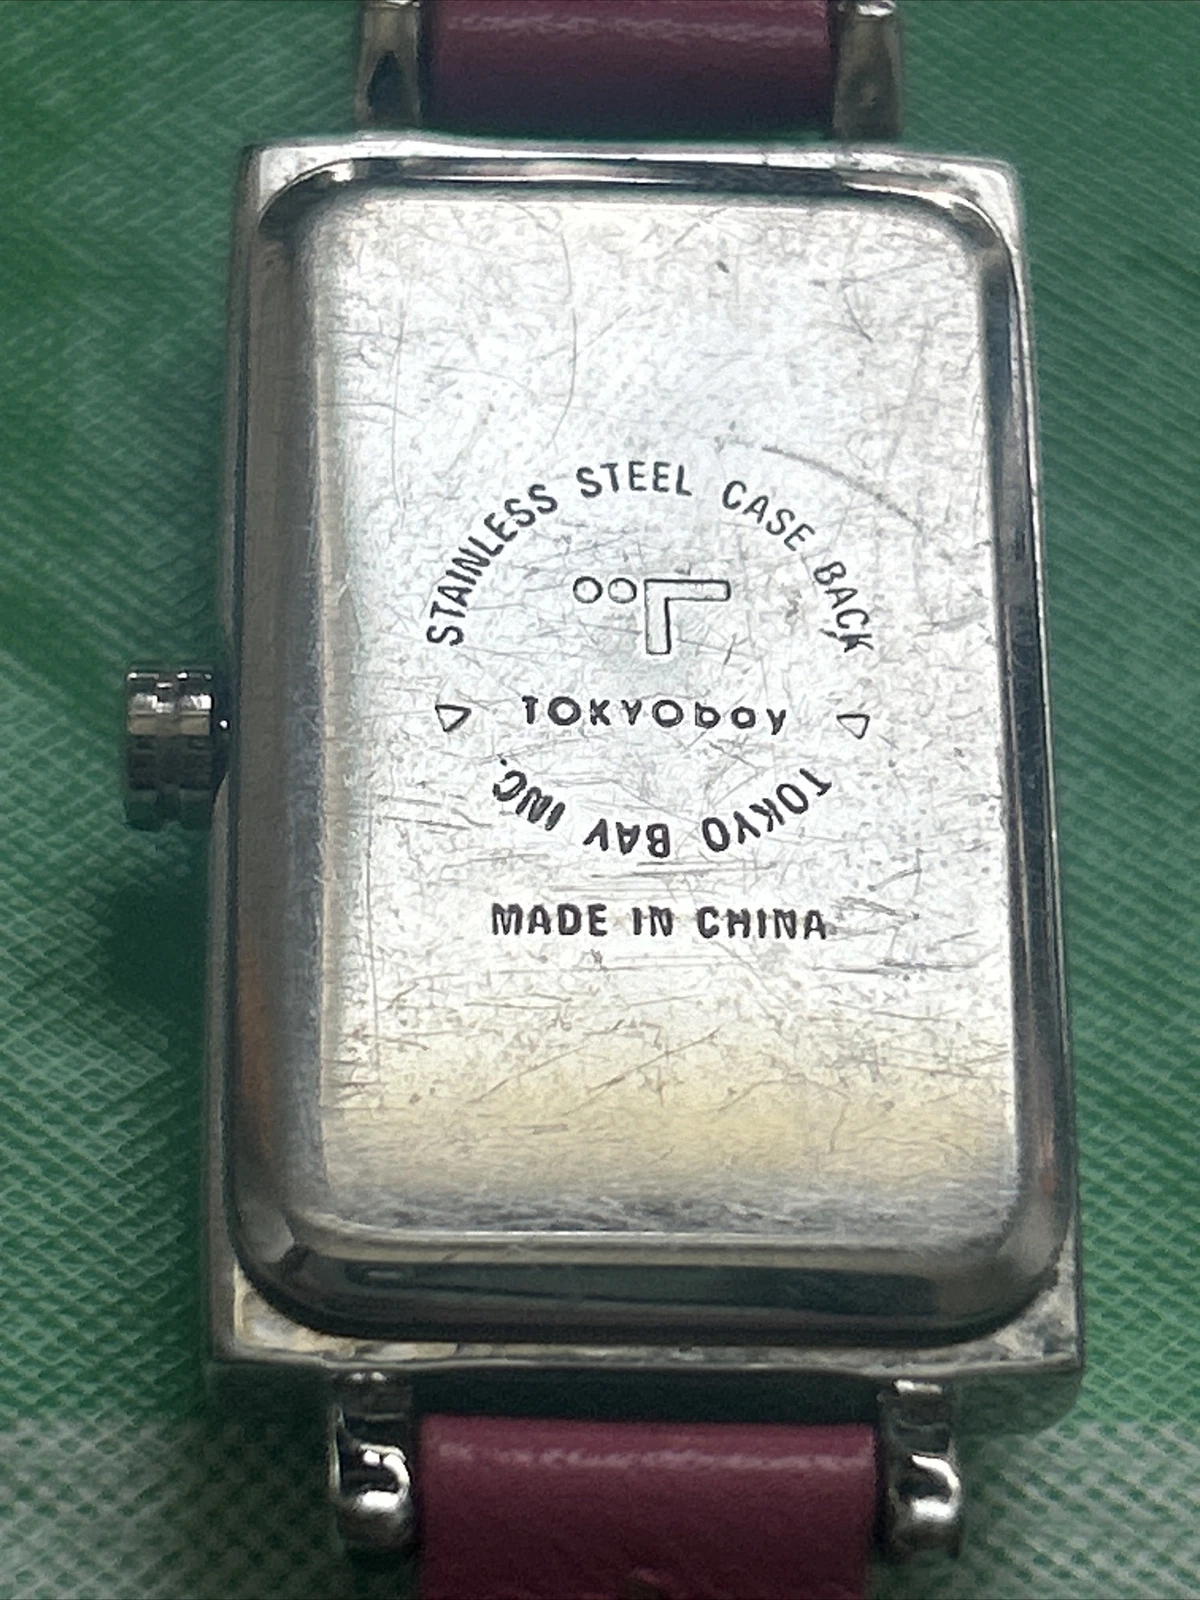 STAINLESS STEEL CASE BACK
TOKYObay
TOKYO BAY INC.
MADE IN CHINA